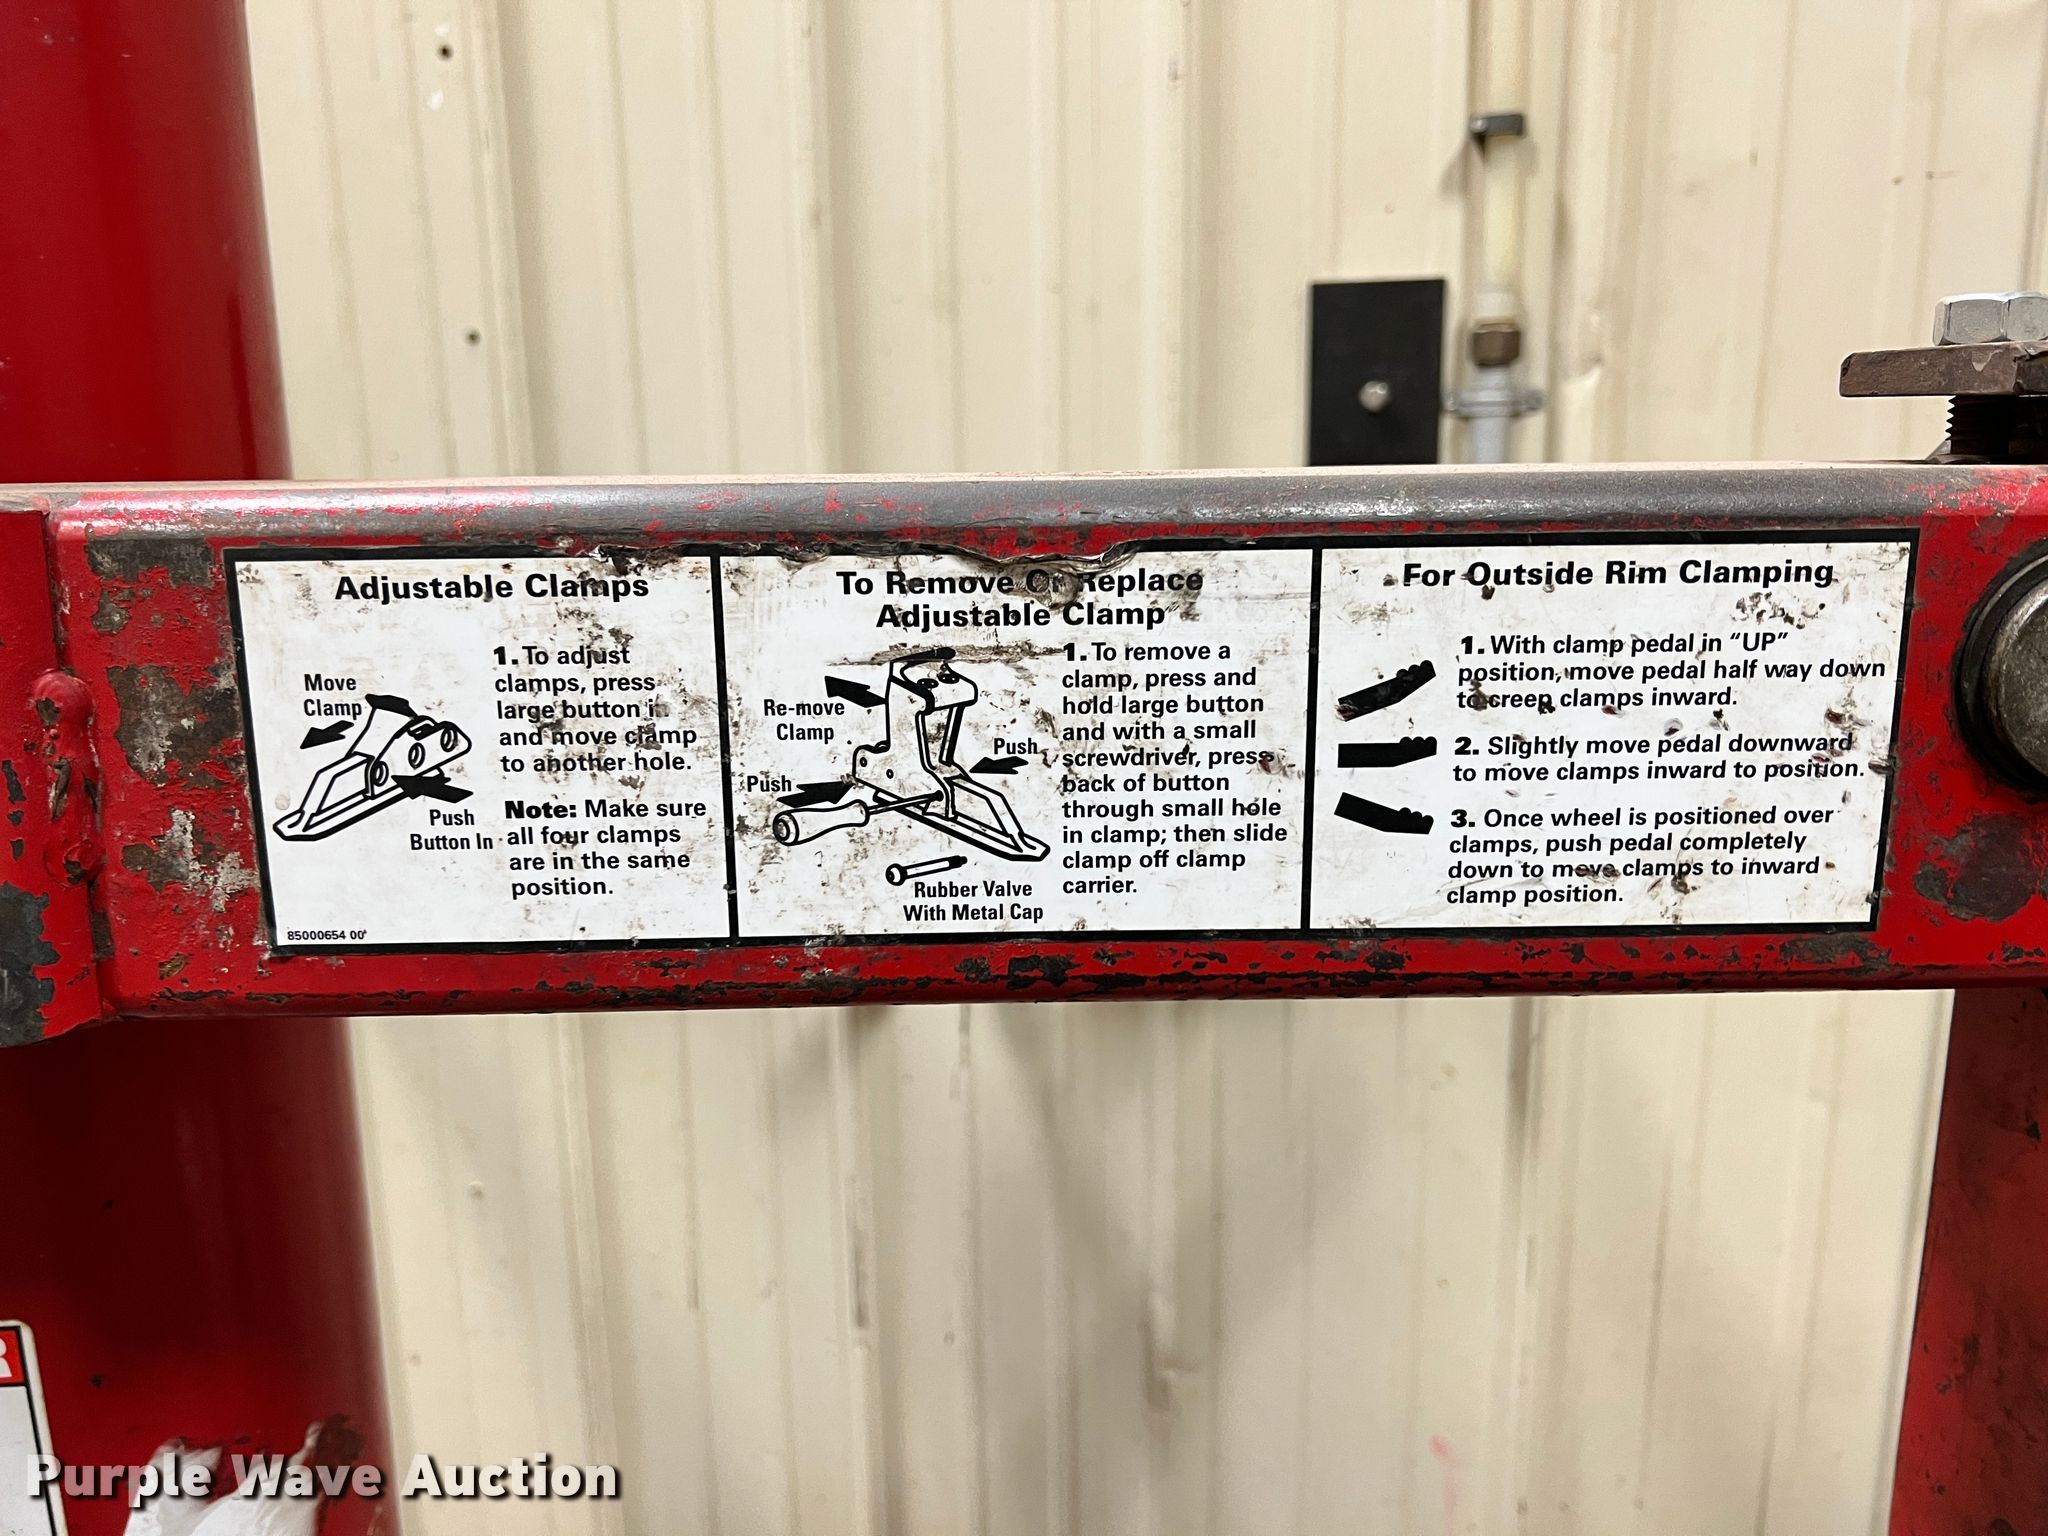 Adjustable Clamps
Move
Clamp
Push
Button In
1. To adjust
clamps, press
large button in
and move clamp
to another hole.
Note: Make sure
all four clamps
are in the same
position.
85000654 00
To Remove Or Replace
Adjustable Clamp
Re-move
Clamp
Push
Push
Rubber Valve
With Metal Cap
1. To remove a
clamp, press and
hold large button
and with a small
screwdriver, press
back of button
through small hole
in clamp; then slide
clamp off clamp
carrier.
For Outside Rim Clamping
1. With clamp pedal in “UP”
position, move pedal half way down
to creep clamps inward.
2. Slightly move pedal downward
to move clamps inward to position.
3. Once wheel is positioned over
clamps, push pedal completely
down to move clamps to inward
clamp position.
R
Purple Wave Auction